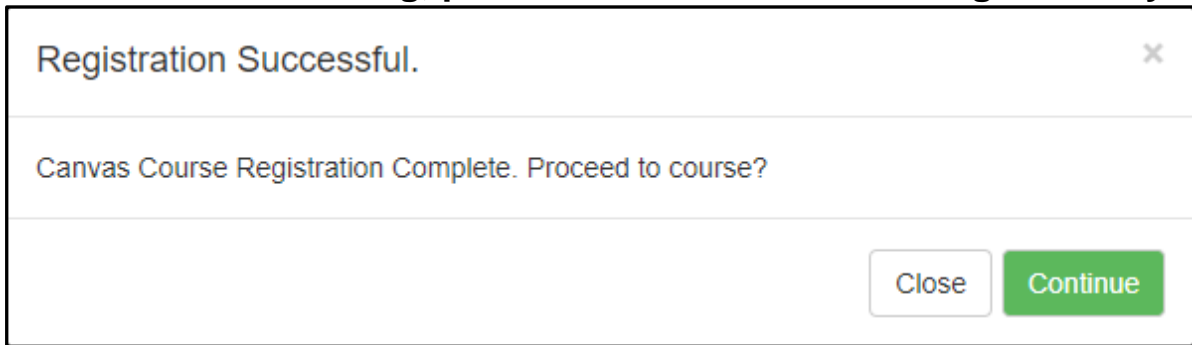 Registration Successful.
×
Canvas Course Registration Complete. Proceed to course?
Close
Continue